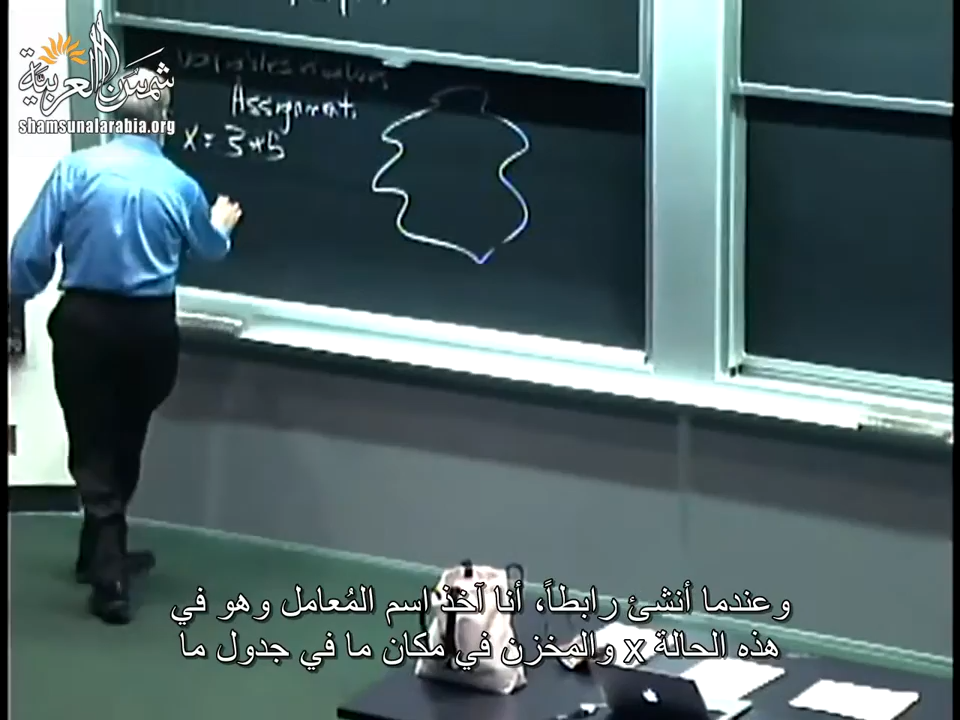 شمس العربية
shamsunalarabia.org
variables & values
Assignment.
x = 3*5
وعندما أنشئ رابطاً، أنا آخذ اسم المُعامل وهو في
هذه الحالة x والمخزن في مكان ما في جدول ما